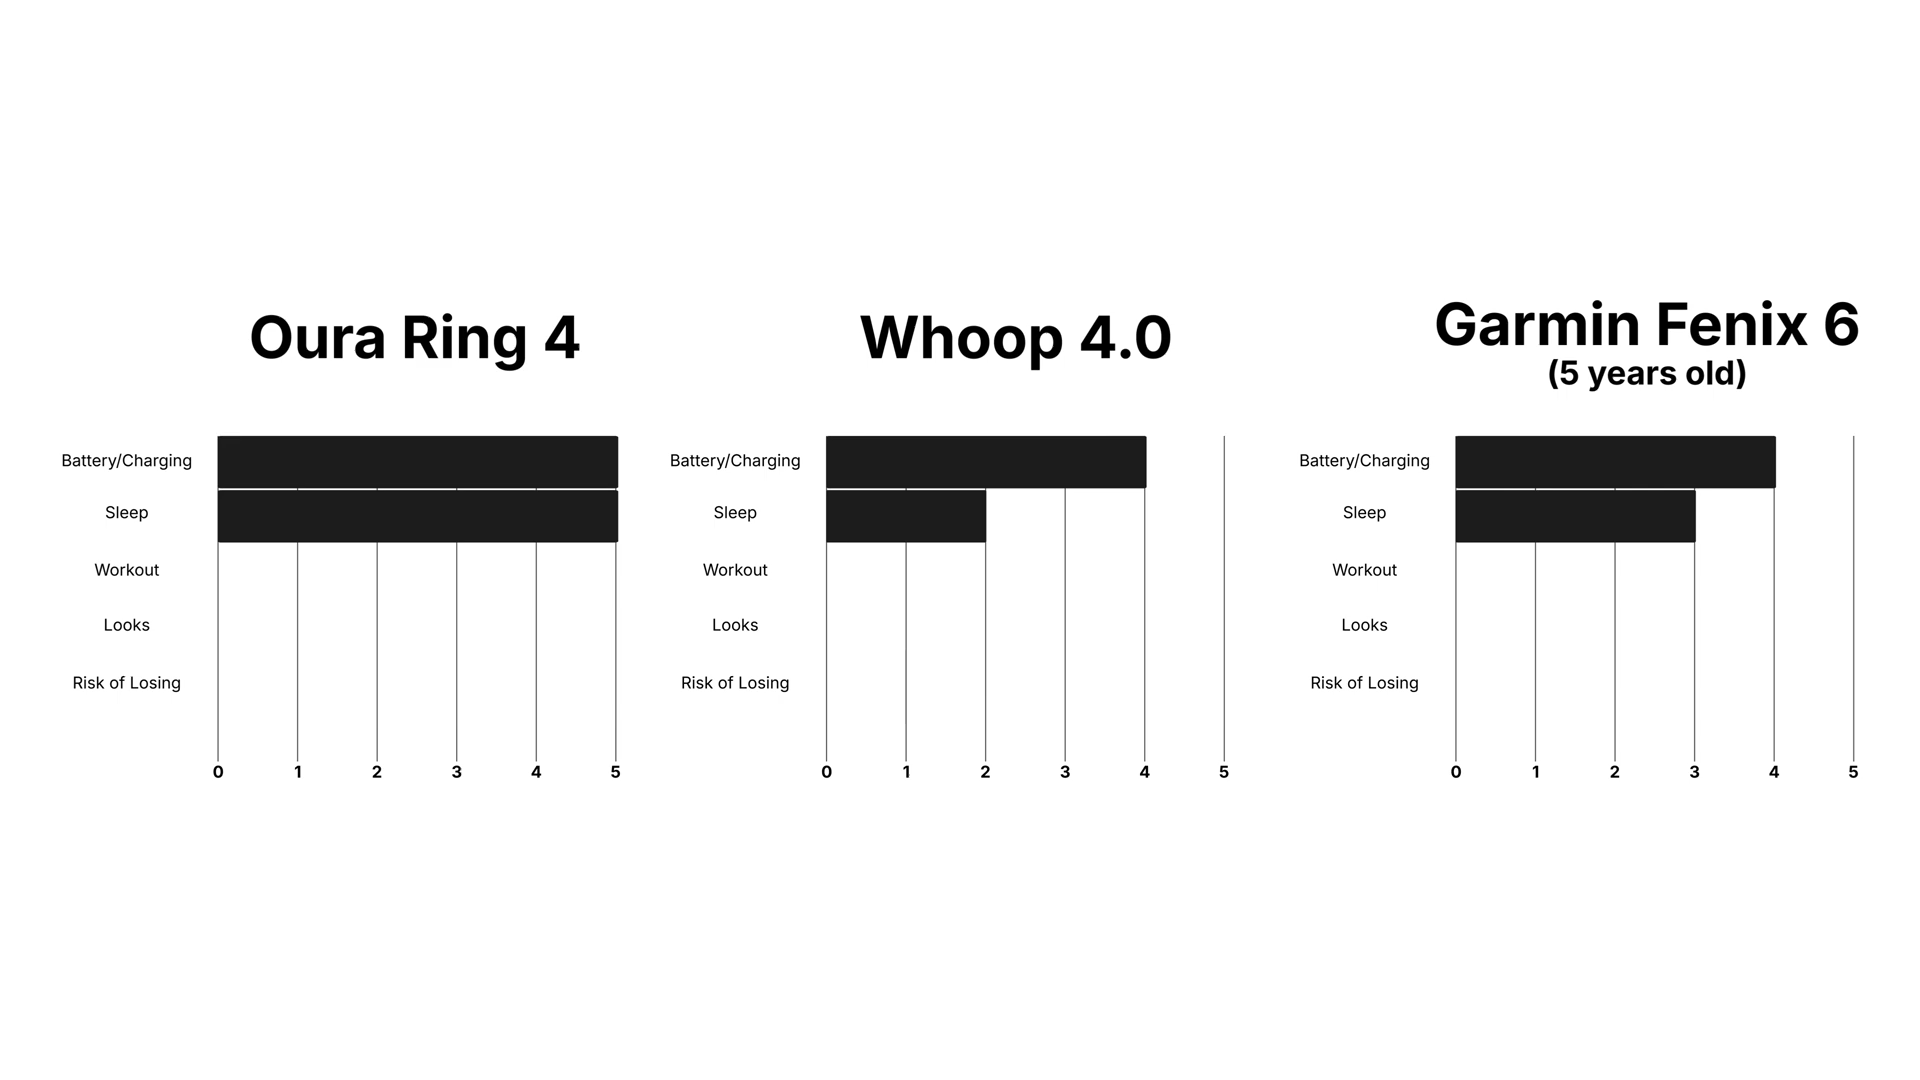 Oura Ring 4
Battery/Charging
Sleep
Workout
Looks
Risk of Losing
0 1 2 3 4 5
Whoop 4.0
Battery/Charging
Sleep
Workout
Looks
Risk of Losing
0 1 2 3 4 5
Garmin Fenix 6
(5 years old)
Battery/Charging
Sleep
Workout
Looks
Risk of Losing
0 1 2 3 4 5